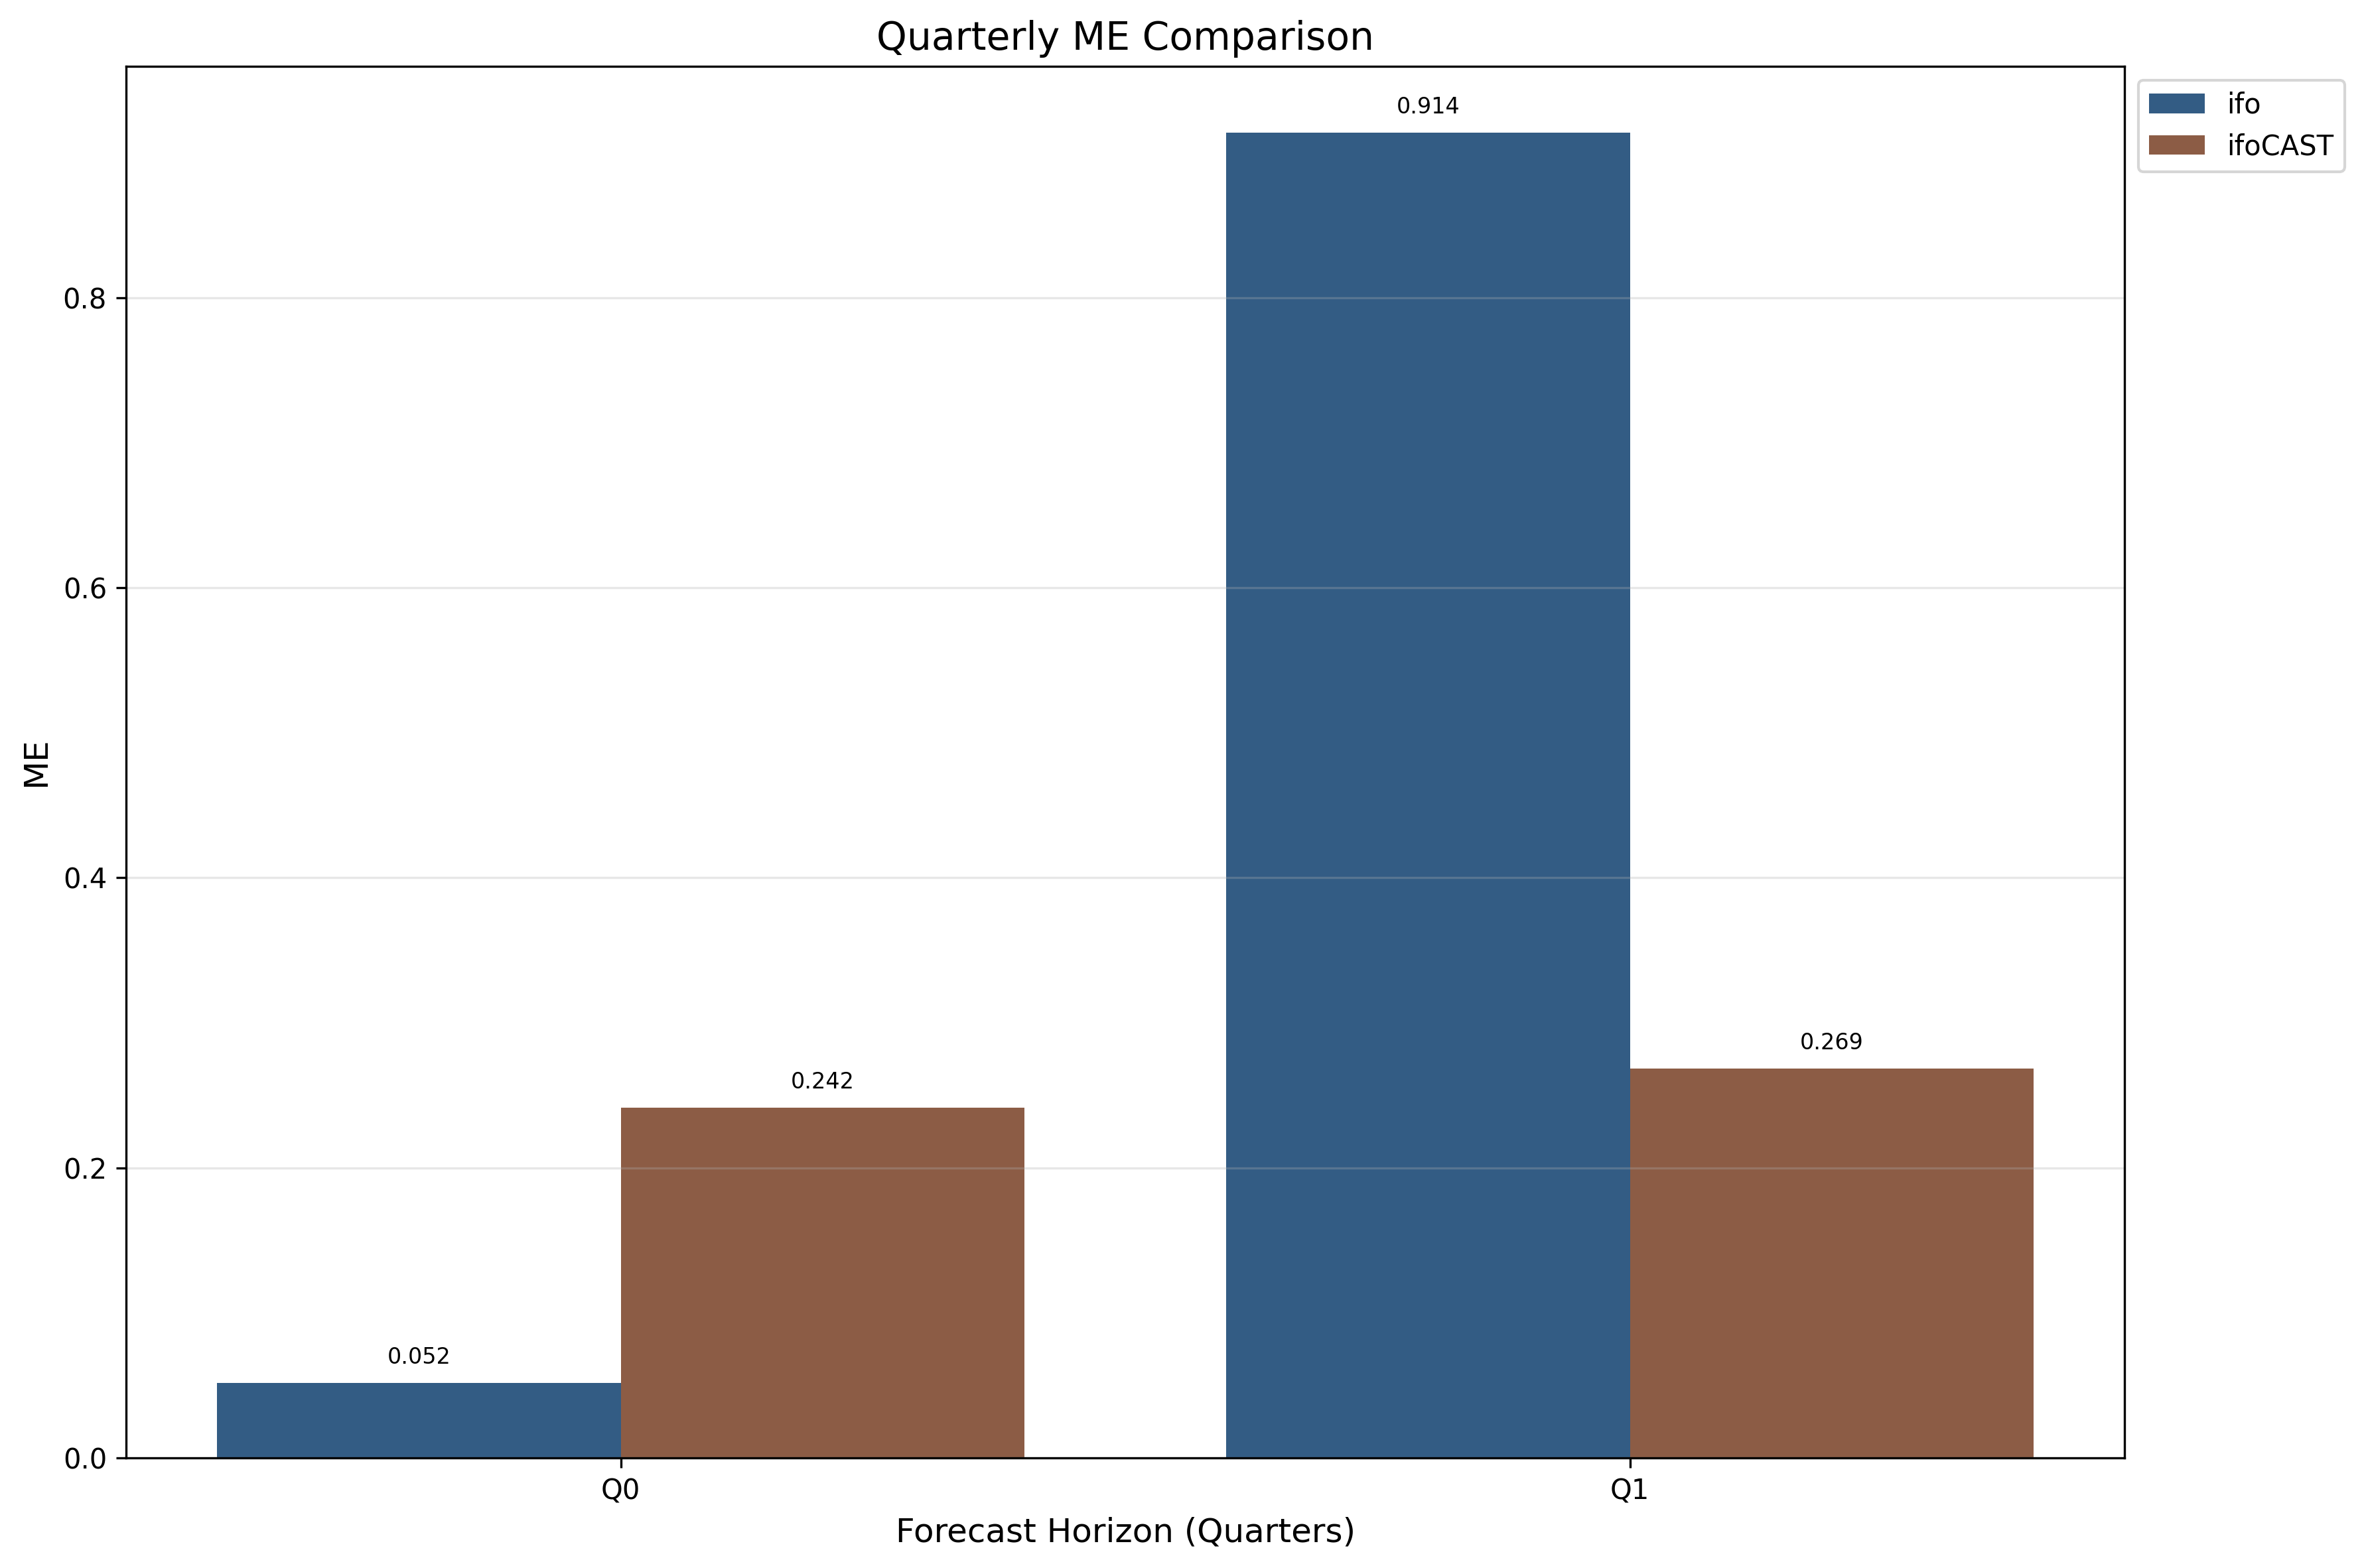 Quarterly ME Comparison
ifo
ifoCAST
ME
0.8
0.6
0.4
0.2
0.0
0.052
0.242
0.914
0.269
Q0
Q1
Forecast Horizon (Quarters)